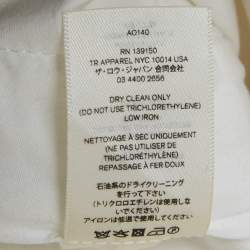 A0140
RN 139150
TR APPAREL NYC 10014 USA
ザ・ロウ・ジャパン 合同会社
03 4400 2656
DRY CLEAN ONLY
(DO NOT USE TRICHLORETHYLENE)
LOW IRON
NETTOYAGE À SEC UNIQUEMENT
(NE PAS UTILISER DE
TRICHLORÉTHYLÈNE)
REPASSAGE À FER DOUX
石油系のドライクリーニング
を行って下さい
(トリクロロエチレンは使用しな
いでください)
アイロンは低温で使用して下さい